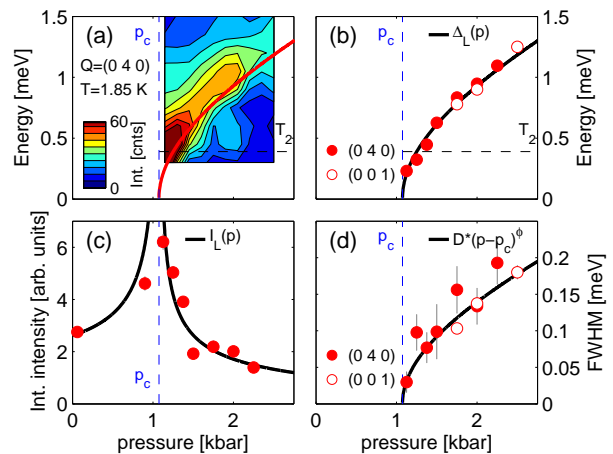 (a)
p_c
Q=(0 4 0)
T=1.85 K
60
0
Int. [cnts]
T_2
Energy [meV]
1.5
1
0.5
0
(b)
p_c
Δ_L(p)
T_2
(0 4 0)
(0 0 1)
1.5
1
0.5
0
Energy [meV]
(c)
I_L(p)
p_c
Int. intensity [arb. units]
6
4
2
0
0
1
2
pressure [kbar]
(d)
p_c
D*(p−p_c)^ϕ
(0 4 0)
(0 0 1)
0.2
0.15
0.1
0.05
0
FWHM [meV]
0
1
2
pressure [kbar]